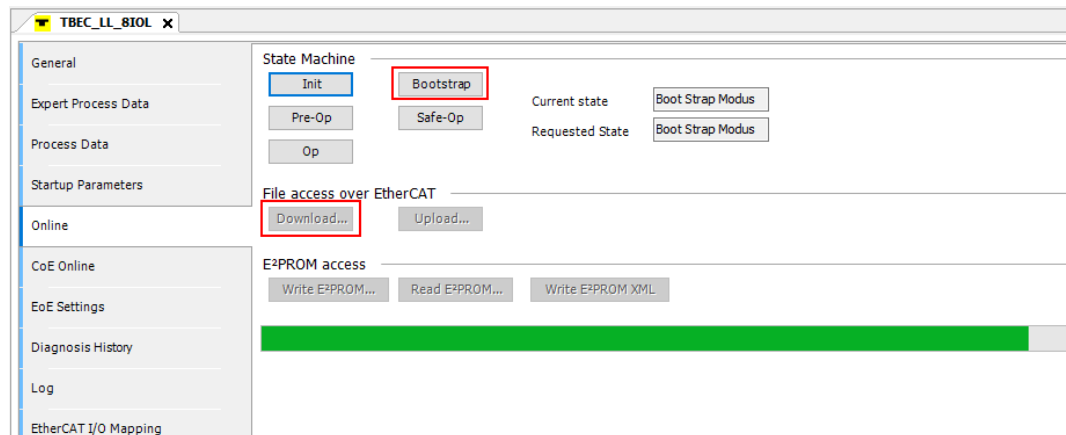 TBEC_LL_8IOL X
General
Expert Process Data
Process Data
Startup Parameters
Online
CoE Online
EoE Settings
Diagnosis History
Log
EtherCAT I/O Mapping
State Machine
Init Bootstrap
Pre-Op Safe-Op
Op
Current state Boot Strap Modus
Requested State Boot Strap Modus
File access over EtherCAT
Download... Upload...
E²PROM access
Write E²PROM... Read E²PROM... Write E²PROM XML